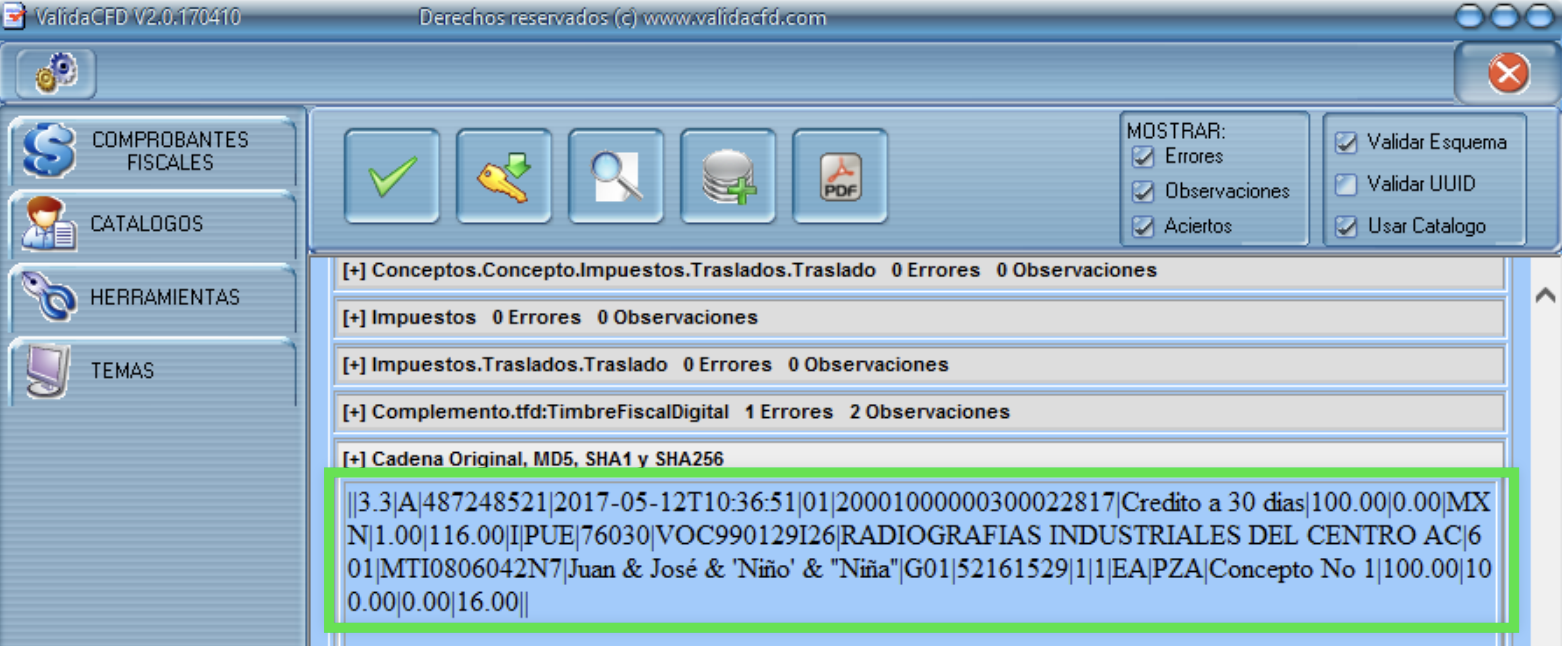 ValidaCFD V2.0.170410
Derechos reservados (c) www.validacfd.com
COMPROBANTES
FISCALES
CATALOGOS
HERRAMIENTAS
TEMAS
PDF
MOSTRAR:
Errores
Observaciones
Aciertos
Validar Esquema
Validar UUID
Usar Catalogo
[+] Conceptos.Concepto.Impuestos.Traslados.Traslado 0 Errores 0 Observaciones
[+] Impuestos 0 Errores 0 Observaciones
[+] Impuestos.Traslados.Traslado 0 Errores 0 Observaciones
[+] Complemento.tfd:TimbreFiscalDigital 1 Errores 2 Observaciones
[+] Cadena Original, MD5, SHA1 y SHA256
||3.3|A|487248521|2017-05-12T10:36:51|01|20001000000300022817|Credito a 30 dias|100.00|0.00|MX
N|1.00|116.00|I|PUE|76030|VOC990129I26|RADIOGRAFIAS INDUSTRIALES DEL CENTRO AC|6
01|MTI0806042N7|Juan & José & 'Niño' & "Niña"|G01|52161529|1|1|EA|PZA|Concepto No 1|100.00|10
0.00|0.00|16.00||